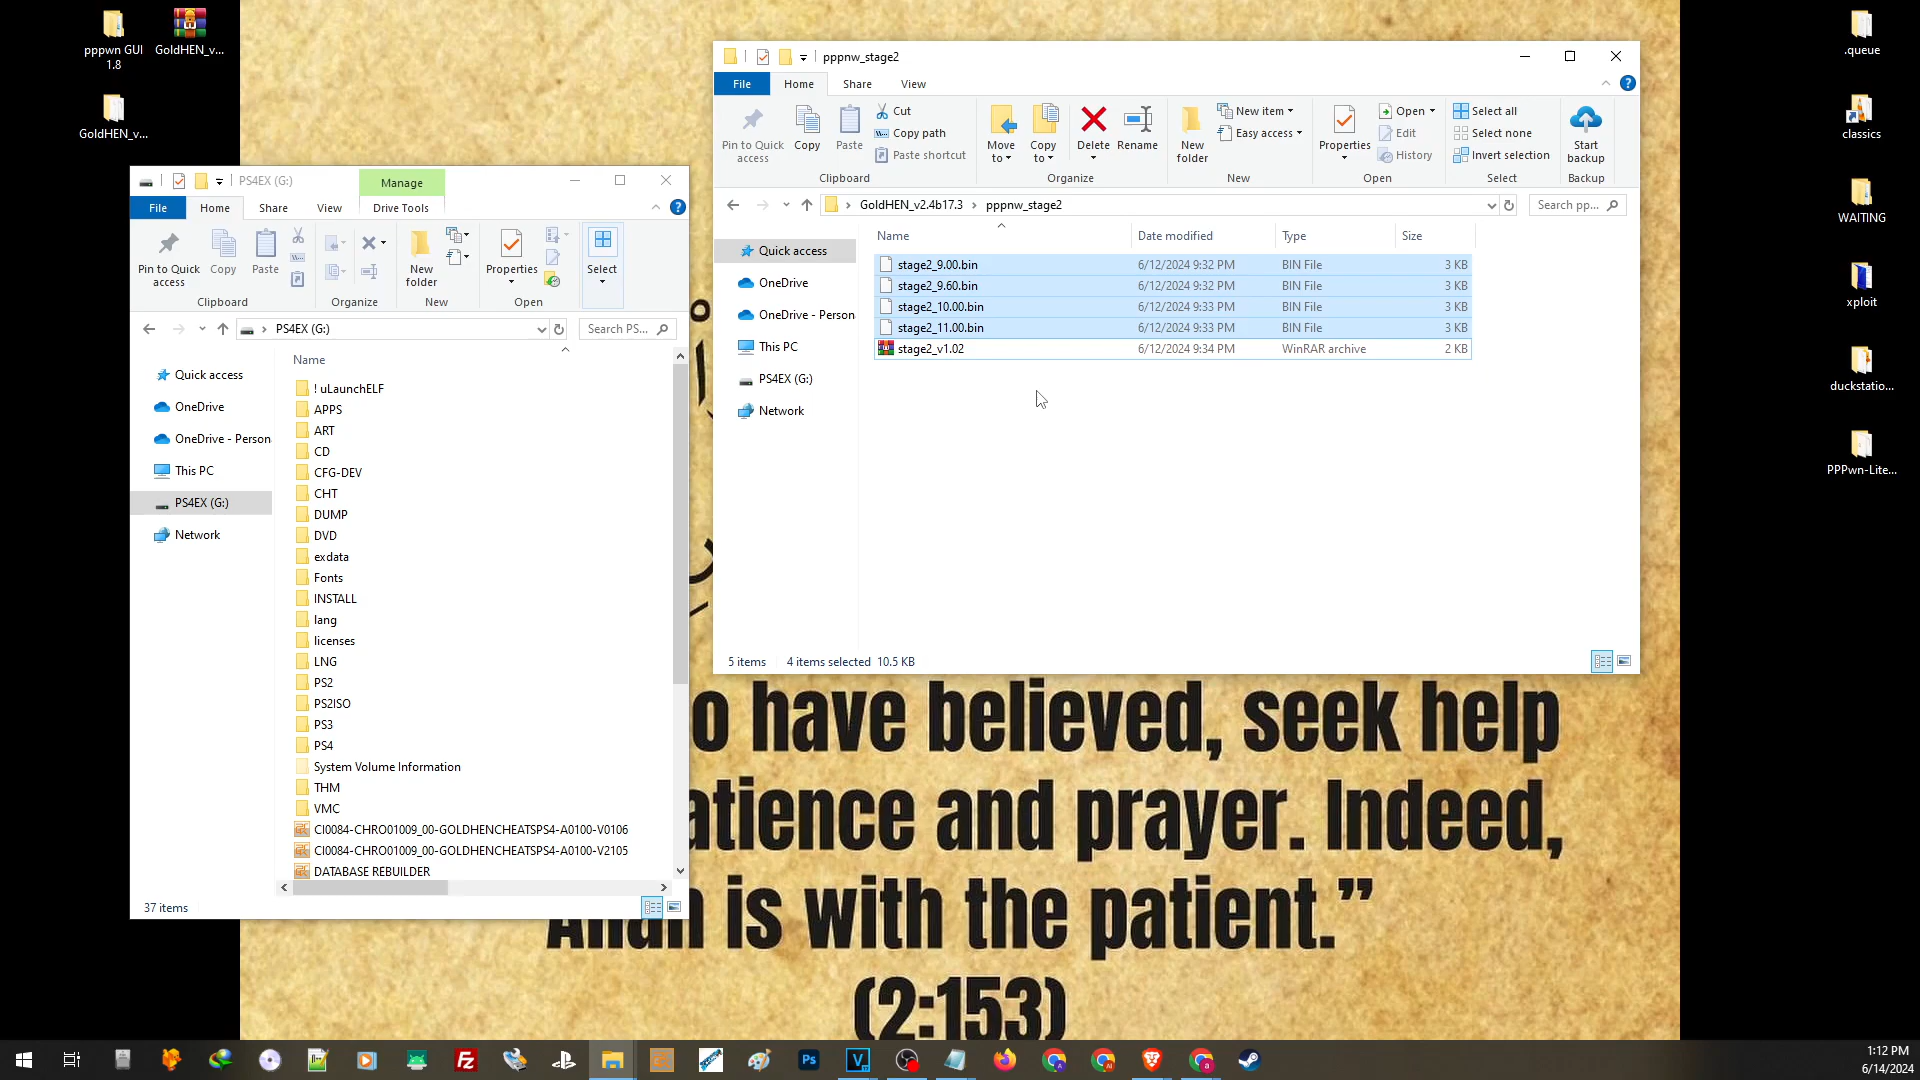 pppwn GUI
1.8
GoldHEN_v...
GoldHEN_v...
.queue
classics
WAITING
xploit
duckstatio...
PPPwn-Lite...
pppnw_stage2
File
Home
Share
View
Pin to Quick
access
Copy
Paste
Cut
Copy path
Paste shortcut
Clipboard
Move
to
Copy
to
Delete
Rename
Organize
New
folder
New item
Easy access
New
Properties
Open
Edit
History
Open
Select all
Select none
Invert selection
Select
Start
backup
Backup
GoldHEN_v2.4b17.3 > pppnw_stage2
Search pp...
Quick access
OneDrive
OneDrive - Person
This PC
PS4EX (G:)
Network
Name Date modified Type Size
stage2_9.00.bin 6/12/2024 9:32 PM BIN File 3 KB
stage2_9.60.bin 6/12/2024 9:32 PM BIN File 3 KB
stage2_10.00.bin 6/12/2024 9:33 PM BIN File 3 KB
stage2_11.00.bin 6/12/2024 9:33 PM BIN File 3 KB
stage2_v1.02 6/12/2024 9:34 PM WinRAR archive 2 KB
5 items 4 items selected 10.5 KB
PS4EX (G:)
Manage
File
Home
Share
View
Drive Tools
Pin to Quick
access
Copy
Paste
Clipboard
Organize
New
folder
New
Properties
Open
Select
PS4EX (G:)
Search PS...
Quick access
OneDrive
OneDrive - Person
This PC
PS4EX (G:)
Network
Name
! uLaunchELF
APPS
ART
CD
CFG-DEV
CHT
DUMP
DVD
exdata
Fonts
INSTALL
lang
licenses
LNG
PS2
PS2ISO
PS3
PS4
System Volume Information
THM
VMC
CI0084-CHRO01009_00-GOLDHENCHEATSPS4-A0100-V0106
CI0084-CHRO01009_00-GOLDHENCHEATSPS4-A0100-V2105
DATABASE REBUILDER
37 items
o have believed, seek help
atience and prayer. Indeed,
Allah is with the patient.”
(2:153)
Fz
Ps
V
1:12 PM
6/14/2024